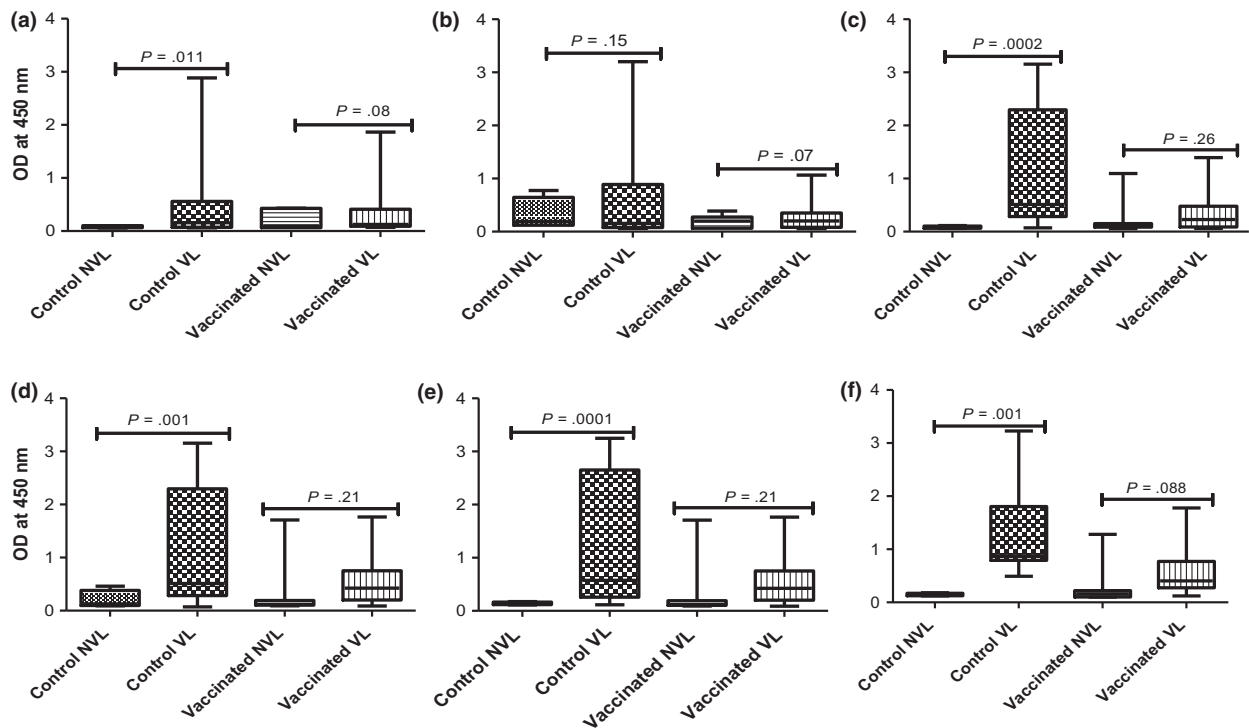 (a)
OD at 450 nm
4
3
2
1
0
P = .011
P = .08
Control NVL
Control VL
Vaccinated NVL
Vaccinated VL
(b)
4
3
2
1
0
P = .15
P = .07
Control NVL
Control VL
Vaccinated NVL
Vaccinated VL
(c)
4
3
2
1
0
P = .0002
P = .26
Control NVL
Control VL
Vaccinated NVL
Vaccinated VL
(d)
OD at 450 nm
4
3
2
1
0
P = .001
P = .21
Control NVL
Control VL
Vaccinated NVL
Vaccinated VL
(e)
4
3
2
1
0
P = .0001
P = .21
Control NVL
Control VL
Vaccinated NVL
Vaccinated VL
(f)
4
3
2
1
0
P = .001
P = .088
Control NVL
Control VL
Vaccinated NVL
Vaccinated VL